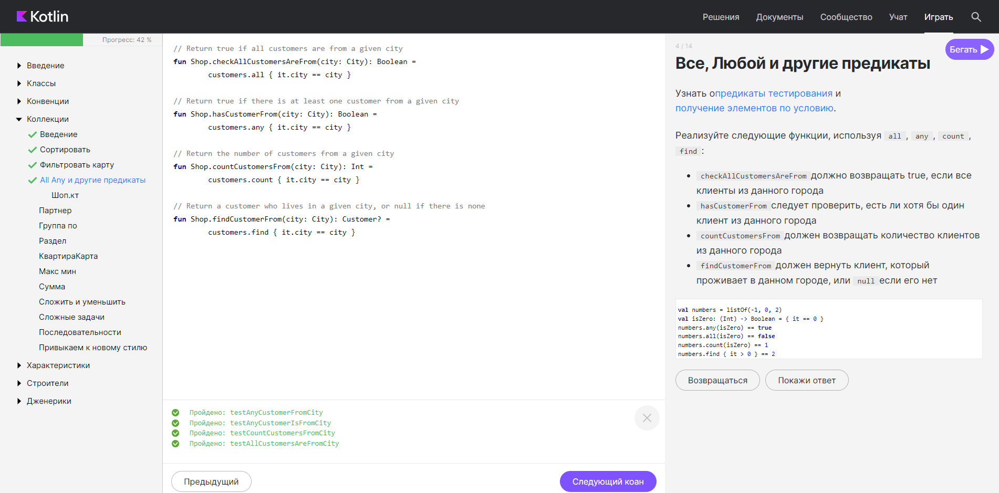 Kotlin
Решения
Документы
Сообщество
Учат
Играть
Прогресс: 42 %
Введение
Классы
Конвенции
Коллекции
Введение
Сортировать
Фильтровать карту
All Any и другие предикаты
Шоп.кт
Партнер
Группа по
Раздел
КвартираКарта
Макс мин
Сумма
Сложить и уменьшить
Сложные задачи
Последовательности
Привыкаем к новому стилю
Характеристики
Строители
Дженерики
// Return true if all customers are from a given city
fun Shop.checkAllCustomersAreFrom(city: City): Boolean =
        customers.all { it.city == city }
// Return true if there is at least one customer from a given city
fun Shop.hasCustomerFrom(city: City): Boolean =
        customers.any { it.city == city }
// Return the number of customers from a given city
fun Shop.countCustomersFrom(city: City): Int =
        customers.count { it.city == city }
// Return a customer who lives in a given city, or null if there is none
fun Shop.findCustomerFrom(city: City): Customer? =
        customers.find { it.city == city }
Пройдено: testAnyCustomerFromCity
Пройдено: testAnyCustomerIsFromCity
Пройдено: testCountCustomersFromCity
Пройдено: testAllCustomersAreFromCity
Предыдущий
Следующий коан
4 / 14
Бегать
Все, Любой и другие предикаты
Узнать опредикаты тестирования и
получение элементов по условию.
Реализуйте следующие функции, используя all, any, count,
find:
• checkAllCustomersAreFrom должно возвращать true, если все
клиенты из данного города
• hasCustomerFrom следует проверить, есть ли хотя бы один
клиент из данного города
• countCustomersFrom должен возвращать количество клиентов
из данного города
• findCustomerFrom должен вернуть клиент, который
проживает в данном городе, или null если его нет
val numbers = listOf(-1, 0, 2)
val isZero: (Int) -> Boolean = { it == 0 }
numbers.any(isZero) == true
numbers.all(isZero) == false
numbers.count(isZero) == 1
numbers.find { it > 0 } == 2
Возвращаться
Покажи ответ